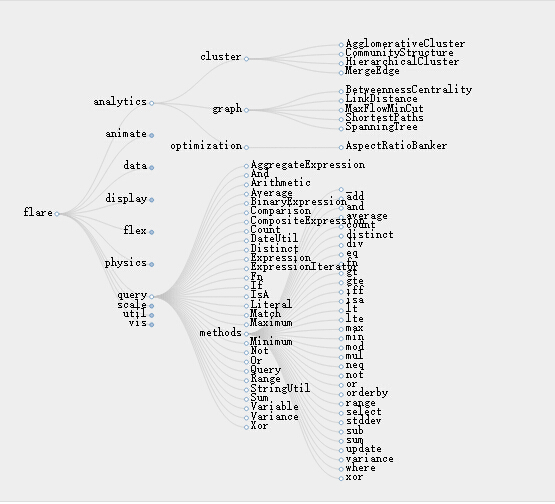 flare
analytics
cluster
AgglomerativeCluster
CommunityStructure
HierarchicalCluster
MergeEdge
graph
BetweennessCentrality
LinkDistance
MaxFlowMinCut
ShortestPaths
SpanningTree
optimization
AspectRatioBanker
animate
data
display
flex
physics
query
AggregateExpression
And
Arithmetic
Average
BinaryExpression
Comparison
CompositeExpression
Count
DateUtil
Distinct
Expression
ExpressionIterator
Fn
If
IsA
Literal
Match
Maximum
methods
add
and
average
count
distinct
div
eq
fn
gt
gte
iff
isa
lt
lte
max
min
mod
mul
neq
not
or
orderby
range
select
stddev
sub
sum
update
variance
where
xor
Minimum
Not
Or
Query
Range
StringUtil
Sum
Variable
Variance
Xor
scale
util
vis